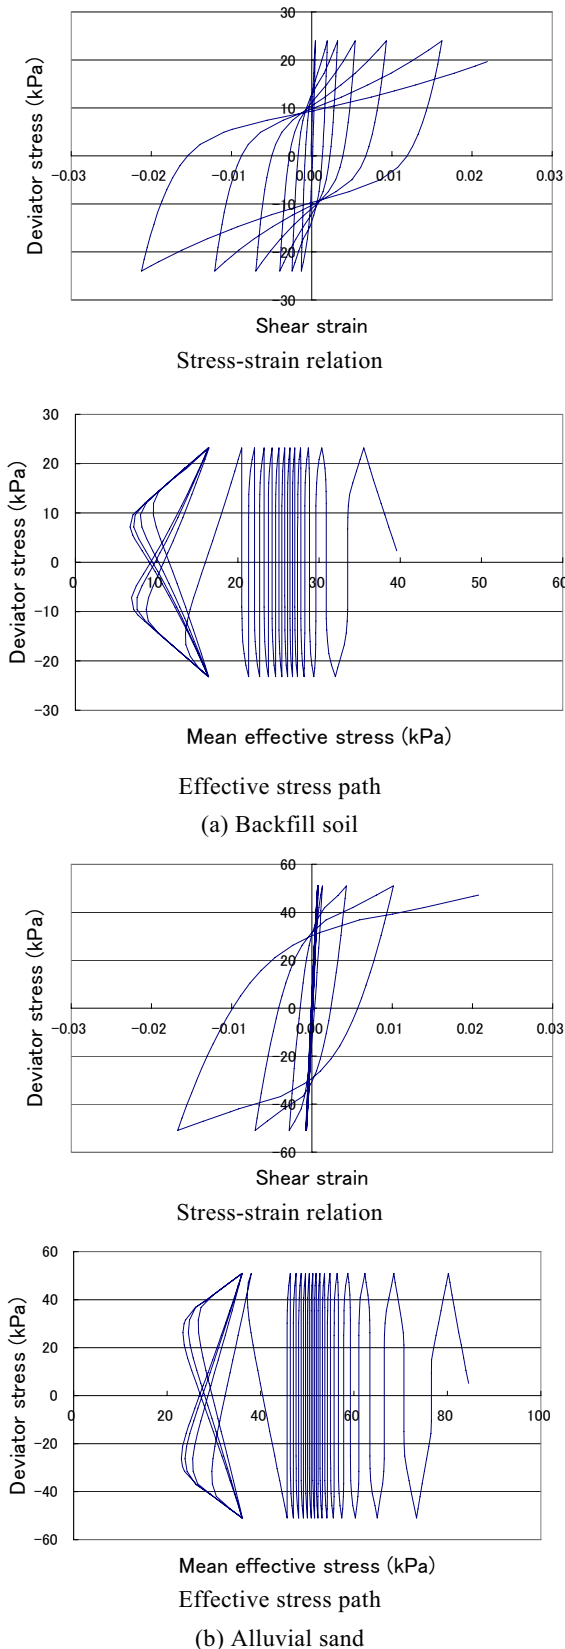 30
20
10
0
-0.03 -0.02 -0.01 0.00 0.01 0.02 0.03
-10
-20
-30
Deviator stress (kPa)
Shear strain
Stress-strain relation
30
20
10
0
0 10 20 30 40 50 60
-10
-20
-30
Deviator stress (kPa)
Mean effective stress (kPa)
Effective stress path
(a) Backfill soil
60
40
20
0
-0.03 -0.02 -0.01 0.00 0.01 0.02 0.03
-20
-40
-60
Deviator stress (kPa)
Shear strain
Stress-strain relation
60
40
20
0
0 20 40 60 80 100
-20
-40
-60
Deviator stress (kPa)
Mean effective stress (kPa)
Effective stress path
(b) Alluvial sand